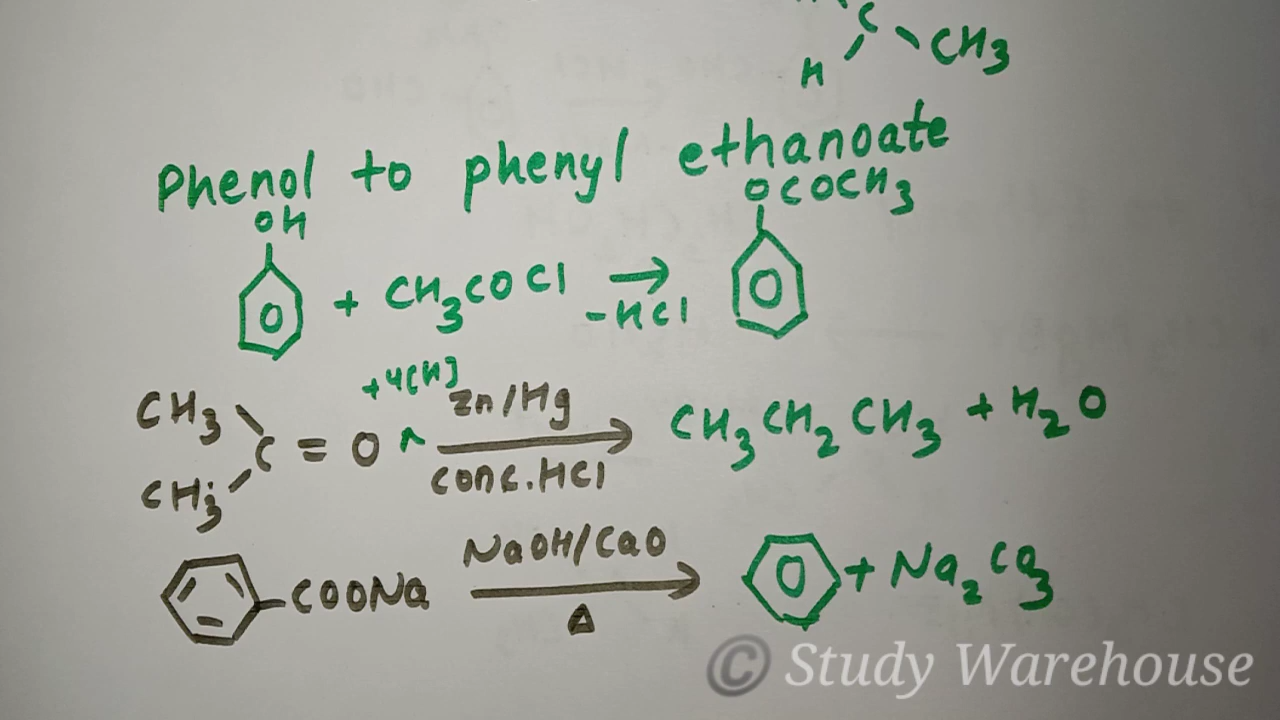 C
H CH3
Phenol to phenyl ethanoate
OH OCOCH3
+ CH3COCl → -HCl
+4[H]
CH3 Zn/Hg
C = O ^ → CH3CH2CH3 + H2O
CH3 conc.HCl
NaOH/CaO
COONa → + Na2CO3
Δ
© Study Warehouse